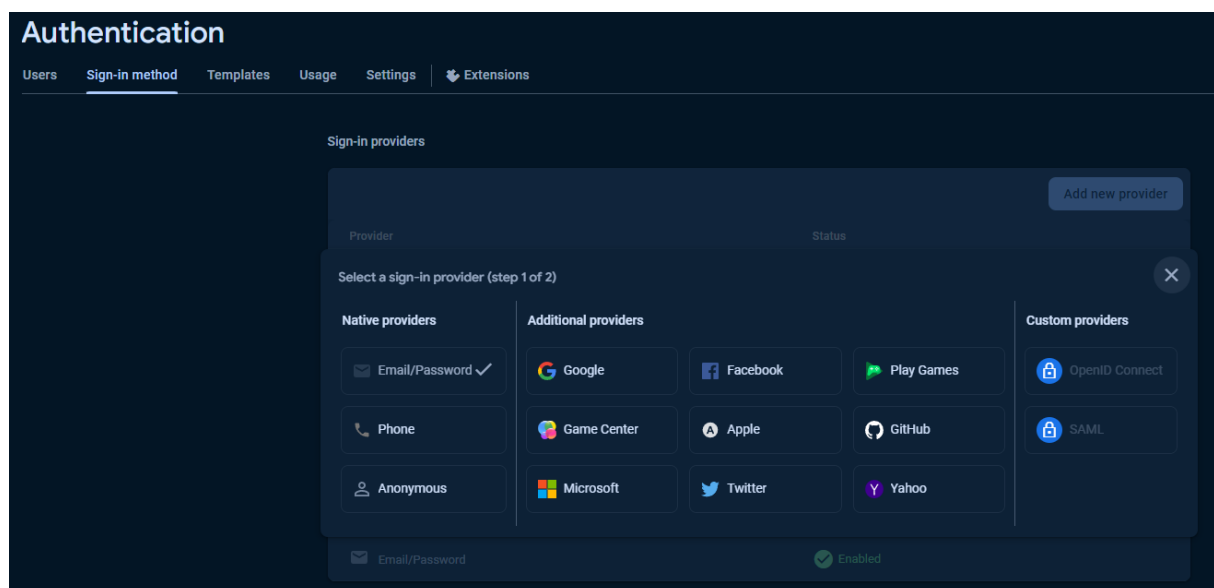 Authentication
Users Sign-in method Templates Usage Settings Extensions
Sign-in providers
Add new provider
Provider Status
Select a sign-in provider (step 1 of 2)
Native providers Additional providers Custom providers
Email/Password Google Facebook Play Games OpenID Connect
Phone Game Center Apple GitHub SAML
Anonymous Microsoft Twitter Yahoo
Email/Password Enabled